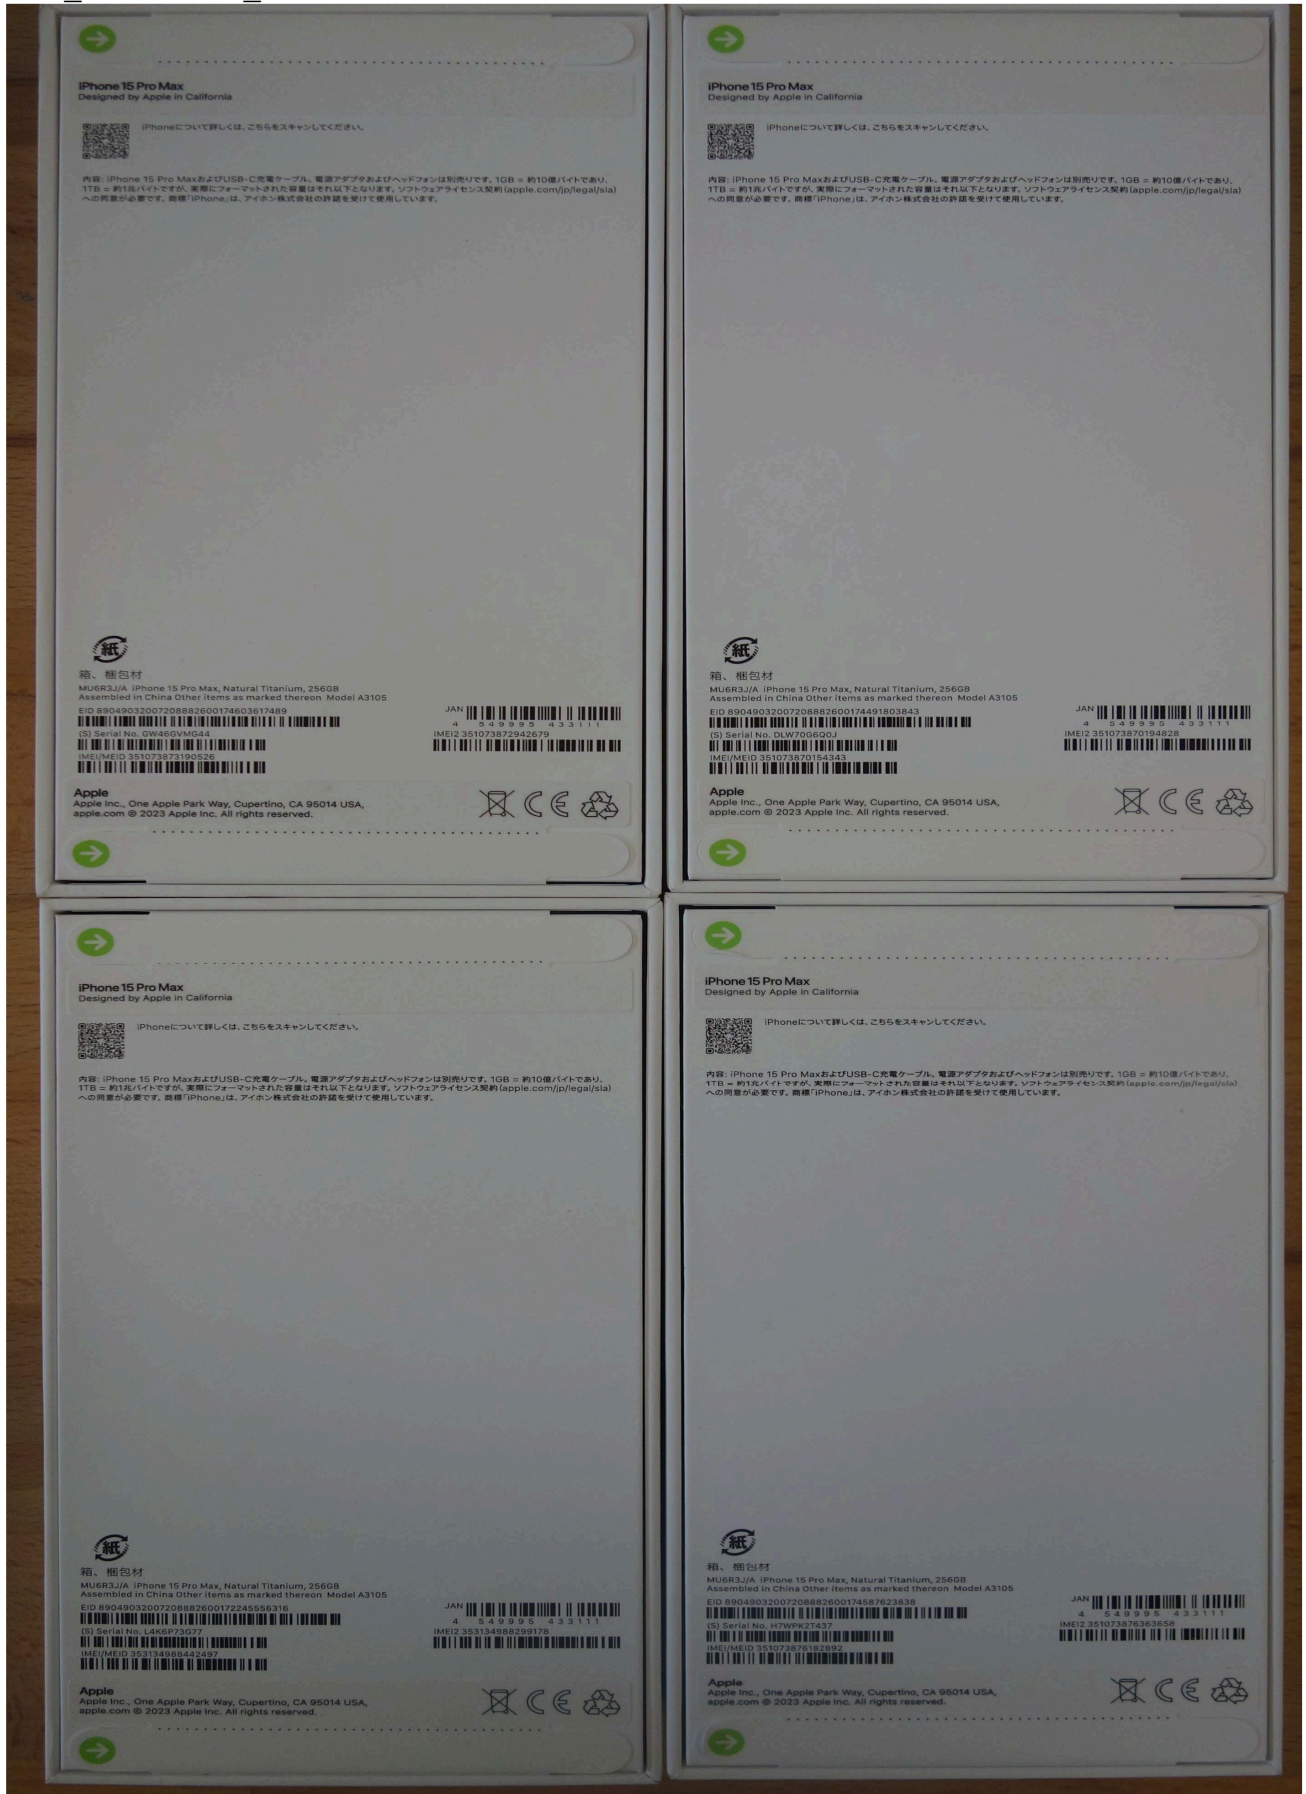 iPhone 15 Pro Max
Designed by Apple in California
iPhoneについて詳しくは、こちらをスキャンしてください。
内容: iPhone 15 Pro MaxおよびUSB-C充電ケーブル。電源アダプタおよびヘッドフォンは別売りです。1GB = 約10億バイトであり、
1TB = 約1兆バイトですが、実際にフォーマットされた容量はそれ以下となります。ソフトウェアライセンス契約(apple.com/jp/legal/sla)
への同意が必要です。商標「iPhone」は、アイホン株式会社の許諾を受けて使用しています。
紙
箱、梱包材
MU6R3J/A iPhone 15 Pro Max, Natural Titanium, 256GB
Assembled in China Other items as marked thereon Model A3105
EID 89049032007208882600174603617489
(S) Serial No. GW46GVMG44
IMEI/MEID 351073873190526
JAN
4 549995 433111
IMEI2 351073872942679
Apple
Apple Inc., One Apple Park Way, Cupertino, CA 95014 USA,
apple.com © 2023 Apple Inc. All rights reserved.
CE
iPhone 15 Pro Max
Designed by Apple in California
iPhoneについて詳しくは、こちらをスキャンしてください。
内容: iPhone 15 Pro MaxおよびUSB-C充電ケーブル。電源アダプタおよびヘッドフォンは別売りです。1GB = 約10億バイトであり、
1TB = 約1兆バイトですが、実際にフォーマットされた容量はそれ以下となります。ソフトウェアライセンス契約(apple.com/jp/legal/sla)
への同意が必要です。商標「iPhone」は、アイホン株式会社の許諾を受けて使用しています。
紙
箱、梱包材
MU6R3J/A iPhone 15 Pro Max, Natural Titanium, 256GB
Assembled in China Other items as marked thereon Model A3105
EID 89049032007208882600174491803843
(S) Serial No. DLW70G6Q0J
IMEI/MEID 351073870154343
JAN
4 549995 433111
IMEI2 351073870194828
Apple
Apple Inc., One Apple Park Way, Cupertino, CA 95014 USA,
apple.com © 2023 Apple Inc. All rights reserved.
CE
iPhone 15 Pro Max
Designed by Apple in California
iPhoneについて詳しくは、こちらをスキャンしてください。
内容: iPhone 15 Pro MaxおよびUSB-C充電ケーブル。電源アダプタおよびヘッドフォンは別売りです。1GB = 約10億バイトであり、
1TB = 約1兆バイトですが、実際にフォーマットされた容量はそれ以下となります。ソフトウェアライセンス契約(apple.com/jp/legal/sla)
への同意が必要です。商標「iPhone」は、アイホン株式会社の許諾を受けて使用しています。
紙
箱、梱包材
MU6R3J/A iPhone 15 Pro Max, Natural Titanium, 256GB
Assembled in China Other items as marked thereon Model A3105
EID 89049032007208882600172245556316
(S) Serial No. L4K6P73G77
IMEI/MEID 353134988442497
JAN
4 549995 433111
IMEI2 353134988299178
Apple
Apple Inc., One Apple Park Way, Cupertino, CA 95014 USA,
apple.com © 2023 Apple Inc. All rights reserved.
CE
iPhone 15 Pro Max
Designed by Apple in California
iPhoneについて詳しくは、こちらをスキャンしてください。
内容: iPhone 15 Pro MaxおよびUSB-C充電ケーブル。電源アダプタおよびヘッドフォンは別売りです。1GB = 約10億バイトであり、
1TB = 約1兆バイトですが、実際にフォーマットされた容量はそれ以下となります。ソフトウェアライセンス契約(apple.com/jp/legal/sla)
への同意が必要です。商標「iPhone」は、アイホン株式会社の許諾を受けて使用しています。
紙
箱、梱包材
MU6R3J/A iPhone 15 Pro Max, Natural Titanium, 256GB
Assembled in China Other items as marked thereon Model A3105
EID 89049032007208882600174587623838
(S) Serial No. H7WPK2T437
IMEI/MEID 351073876182892
JAN
4 549995 433111
IMEI2 351073876363658
Apple
Apple Inc., One Apple Park Way, Cupertino, CA 95014 USA,
apple.com © 2023 Apple Inc. All rights reserved.
CE